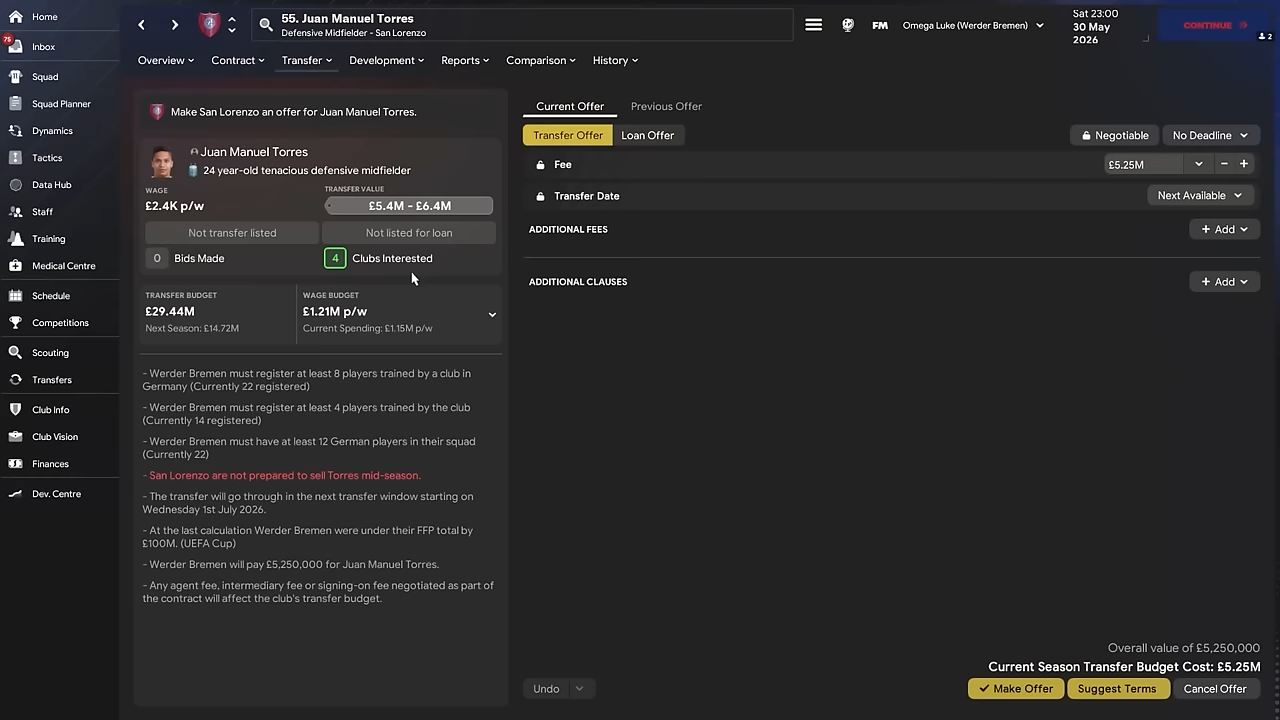 Home
55. Juan Manuel Torres
Defensive Midfielder - San Lorenzo
FM
Omega Luke (Werder Bremen)
Sat 23:00
30 May
2026
CONTINUE
2
75
Inbox
Squad
Squad Planner
Dynamics
Tactics
Data Hub
Staff
Training
Medical Centre
Schedule
Competitions
Scouting
Transfers
Club Info
Club Vision
Finances
Dev. Centre
Overview
Contract
Transfer
Development
Reports
Comparison
History
Make San Lorenzo an offer for Juan Manuel Torres.
Juan Manuel Torres
24 year-old tenacious defensive midfielder
WAGE
£2.4K p/w
TRANSFER VALUE
£5.4M - £6.4M
Not transfer listed
Not listed for loan
0 Bids Made
4 Clubs Interested
TRANSFER BUDGET
£29.44M
Next Season: £14.72M
WAGE BUDGET
£1.21M p/w
Current Spending: £1.15M p/w
- Werder Bremen must register at least 8 players trained by a club in
Germany (Currently 22 registered)
- Werder Bremen must register at least 4 players trained by the club
(Currently 14 registered)
- Werder Bremen must have at least 12 German players in their squad
(Currently 22)
- San Lorenzo are not prepared to sell Torres mid-season.
- The transfer will go through in the next transfer window starting on
Wednesday 1st July 2026.
- At the last calculation Werder Bremen were under their FFP total by
£100M. (UEFA Cup)
- Werder Bremen will pay £5,250,000 for Juan Manuel Torres.
- Any agent fee, intermediary fee or signing-on fee negotiated as part of
the contract will affect the club's transfer budget.
Current Offer
Previous Offer
Transfer Offer
Loan Offer
Negotiable
No Deadline
Fee
£5.25M
- +
Transfer Date
Next Available
ADDITIONAL FEES
+ Add
ADDITIONAL CLAUSES
+ Add
Overall value of £5,250,000
Current Season Transfer Budget Cost: £5.25M
Undo
Make Offer
Suggest Terms
Cancel Offer